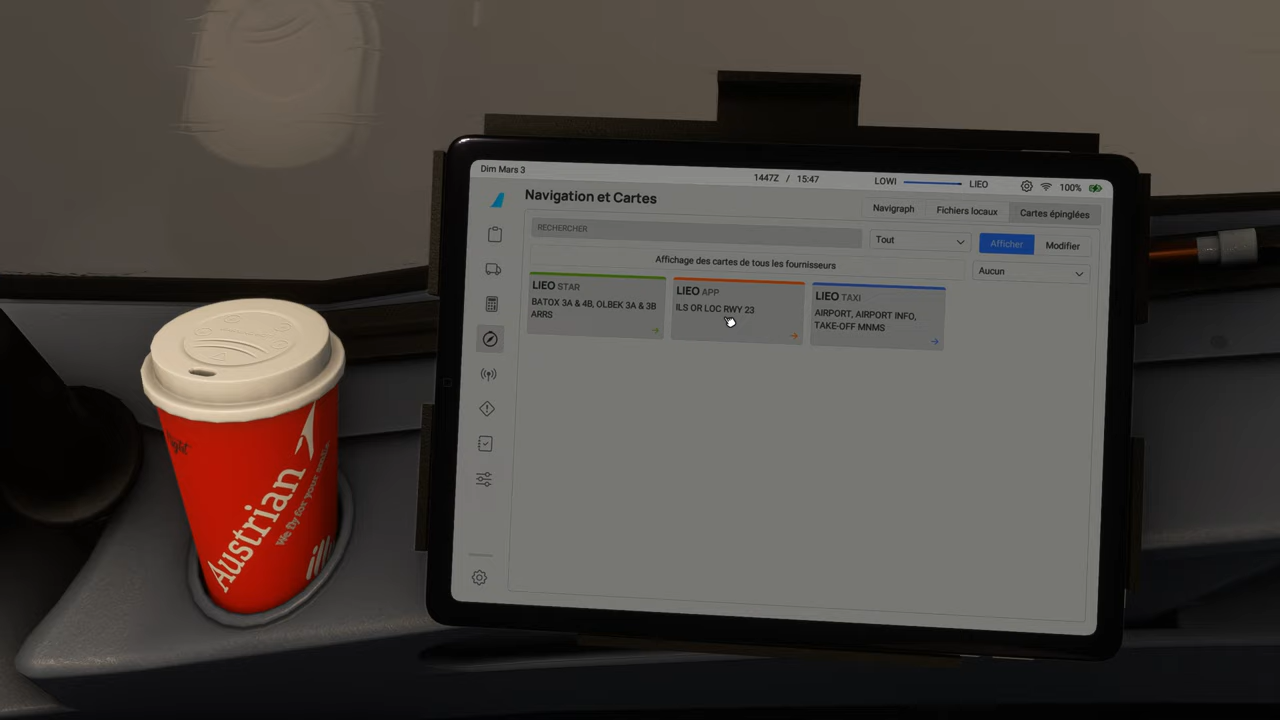 Dim Mars 3
1447Z / 15:47
LOWI
LIEO
100%
Navigation et Cartes
Navigraph
Fichiers locaux
Cartes épinglées
RECHERCHER
Tout
Afficher
Modifier
Affichage des cartes de tous les fournisseurs
Aucun
LIEO STAR
BATOX 3A & 4B, OLBEK 3A & 3B
ARRS
LIEO APP
ILS OR LOC RWY 23
LIEO TAXI
AIRPORT, AIRPORT INFO,
TAKE-OFF MNMS
Austrian
We fly for your smile